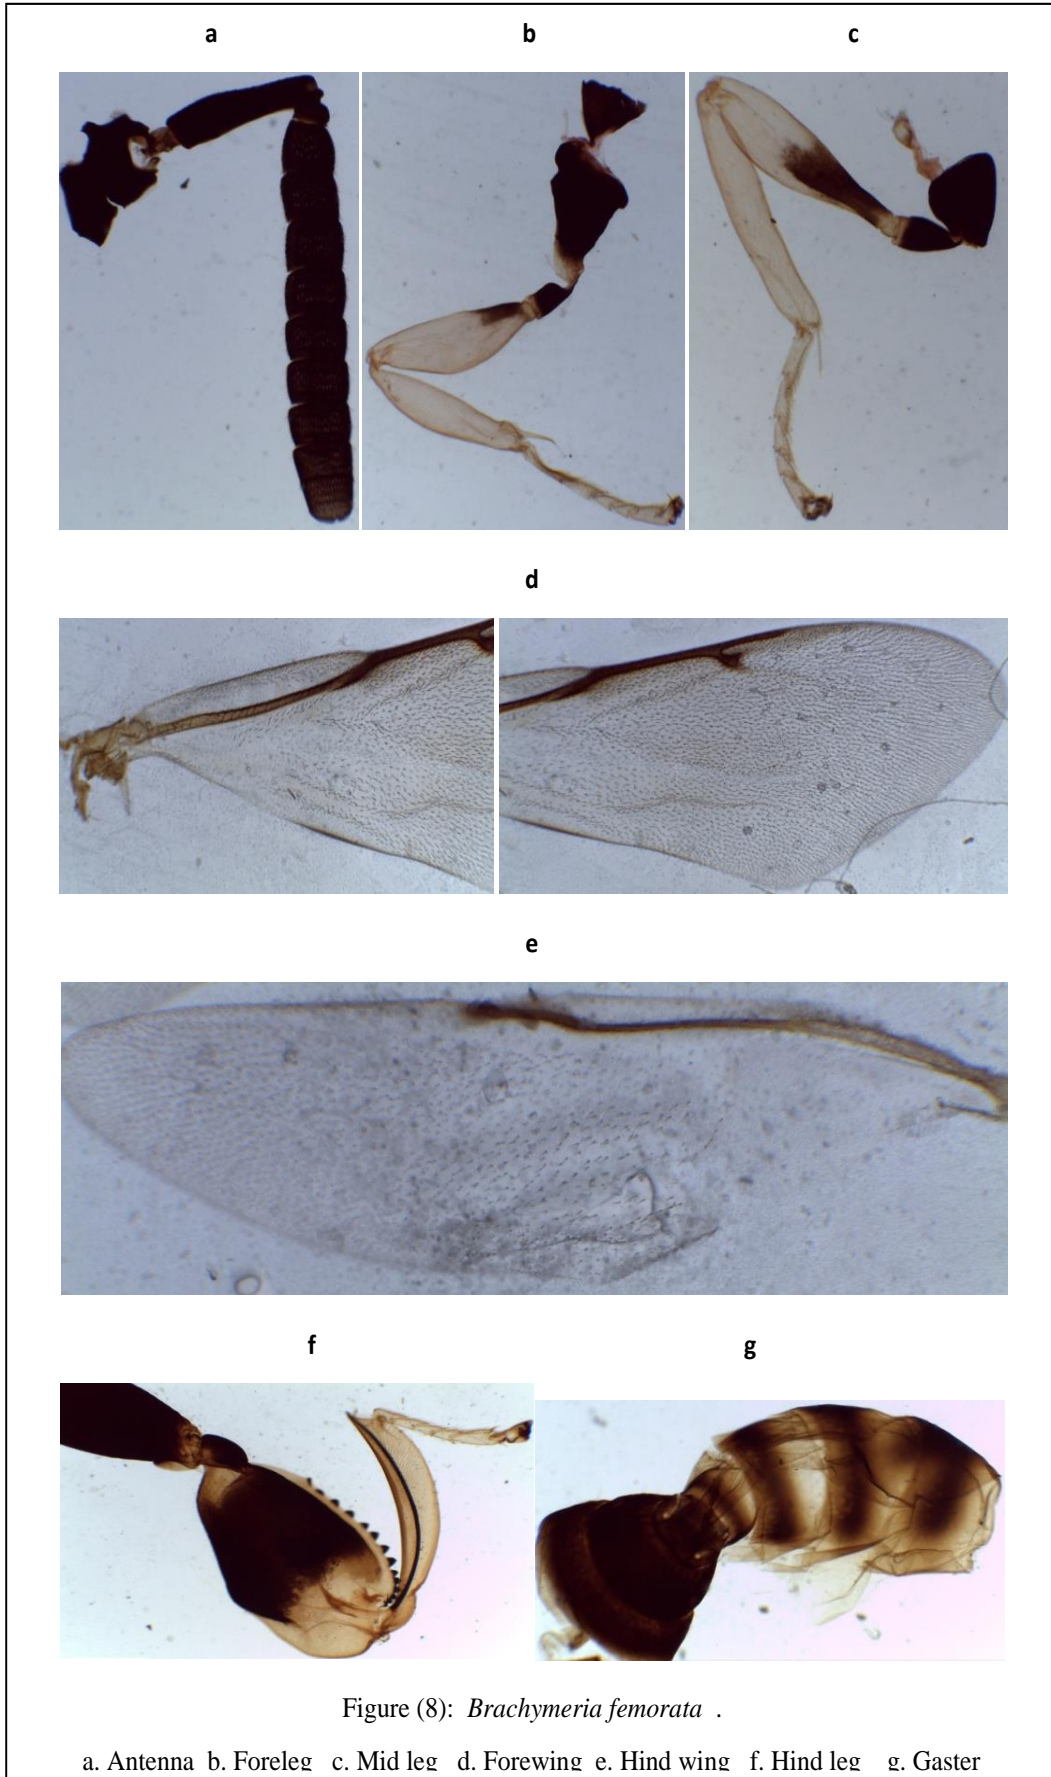 a b c
d
e
f g
Figure (8): Brachymeria femorata .
a. Antenna b. Foreleg c. Mid leg d. Forewing e. Hind wing f. Hind leg g. Gaster